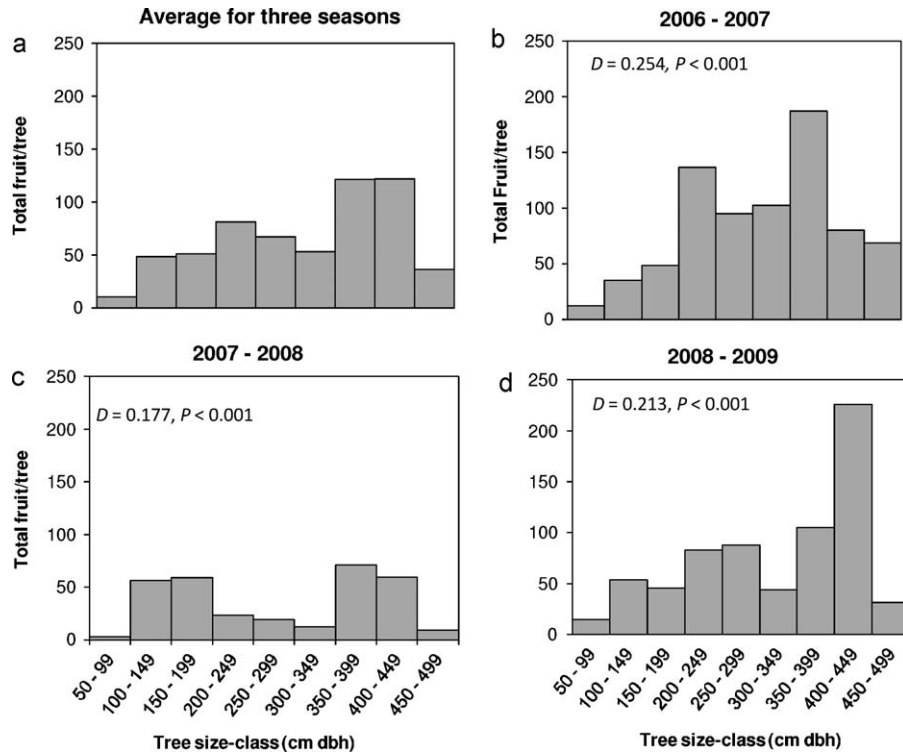 Average for three seasons
a
Total fruit/tree
250
200
150
100
50
0
2006 - 2007
b
D = 0.254, P < 0.001
Total Fruit/tree
250
200
150
100
50
0
2007 - 2008
c
D = 0.177, P < 0.001
Total fruit/tree
250
200
150
100
50
0
50 - 99
100 - 149
150 - 199
200 - 249
250 - 299
300 - 349
350 - 399
400 - 449
450 - 499
Tree size-class (cm dbh)
2008 - 2009
d
D = 0.213, P < 0.001
250
200
150
100
50
0
50 - 99
100 - 149
150 - 199
200 - 249
250 - 299
300 - 349
350 - 399
400 - 449
450 - 499
Tree size-class (cm dbh)